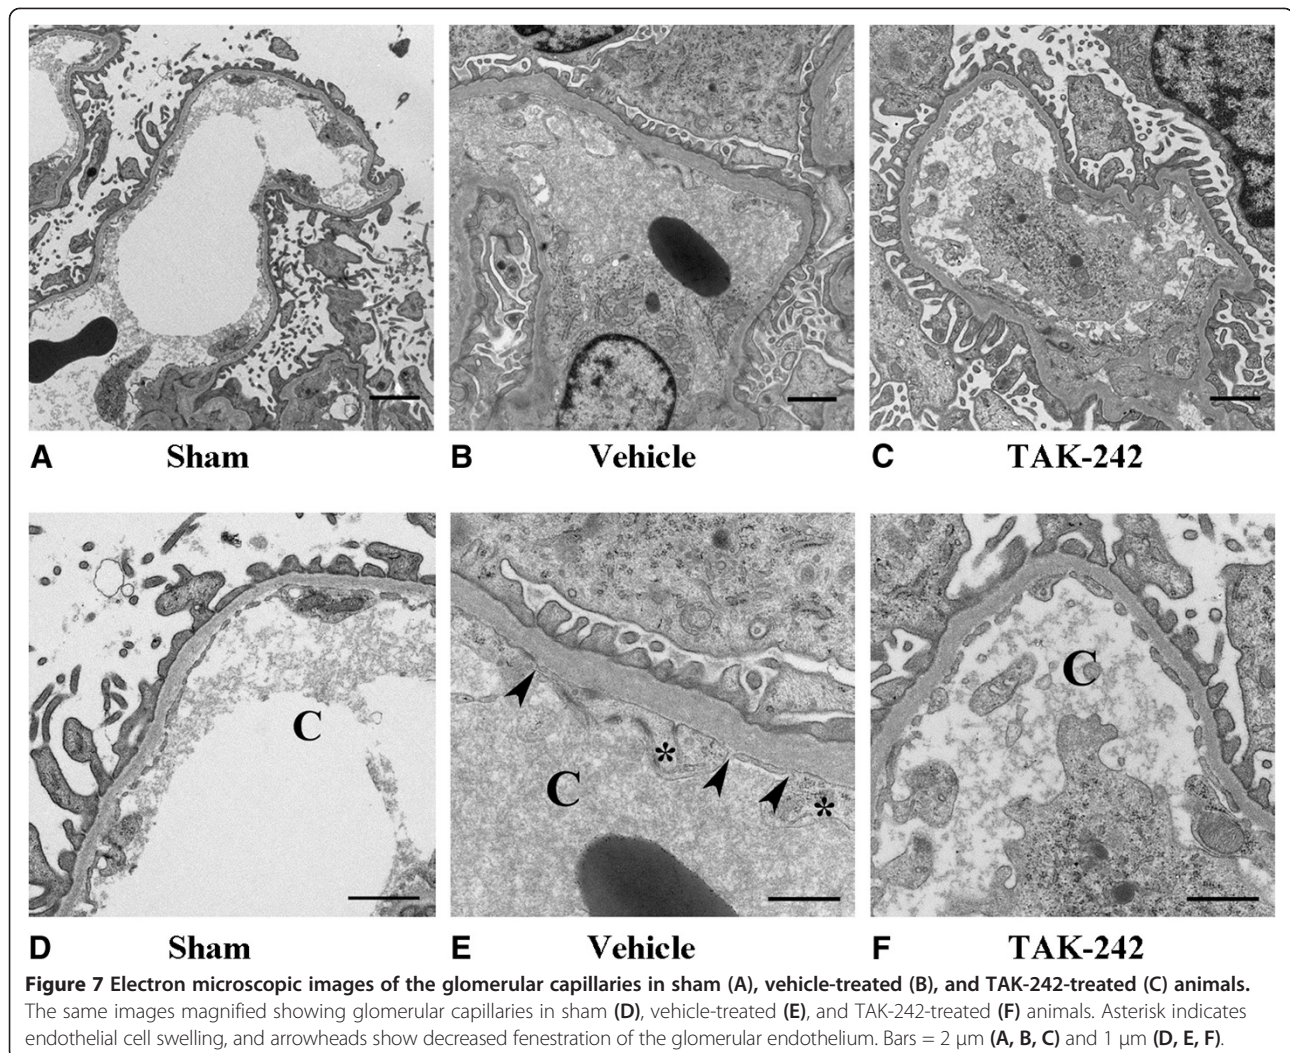 A Sham
B Vehicle
C TAK-242
C
C
*
*
C
D Sham
E Vehicle
F TAK-242
Figure 7 Electron microscopic images of the glomerular capillaries in sham (A), vehicle-treated (B), and TAK-242-treated (C) animals.
The same images magnified showing glomerular capillaries in sham (D), vehicle-treated (E), and TAK-242-treated (F) animals. Asterisk indicates
endothelial cell swelling, and arrowheads show decreased fenestration of the glomerular endothelium. Bars = 2 μm (A, B, C) and 1 μm (D, E, F).